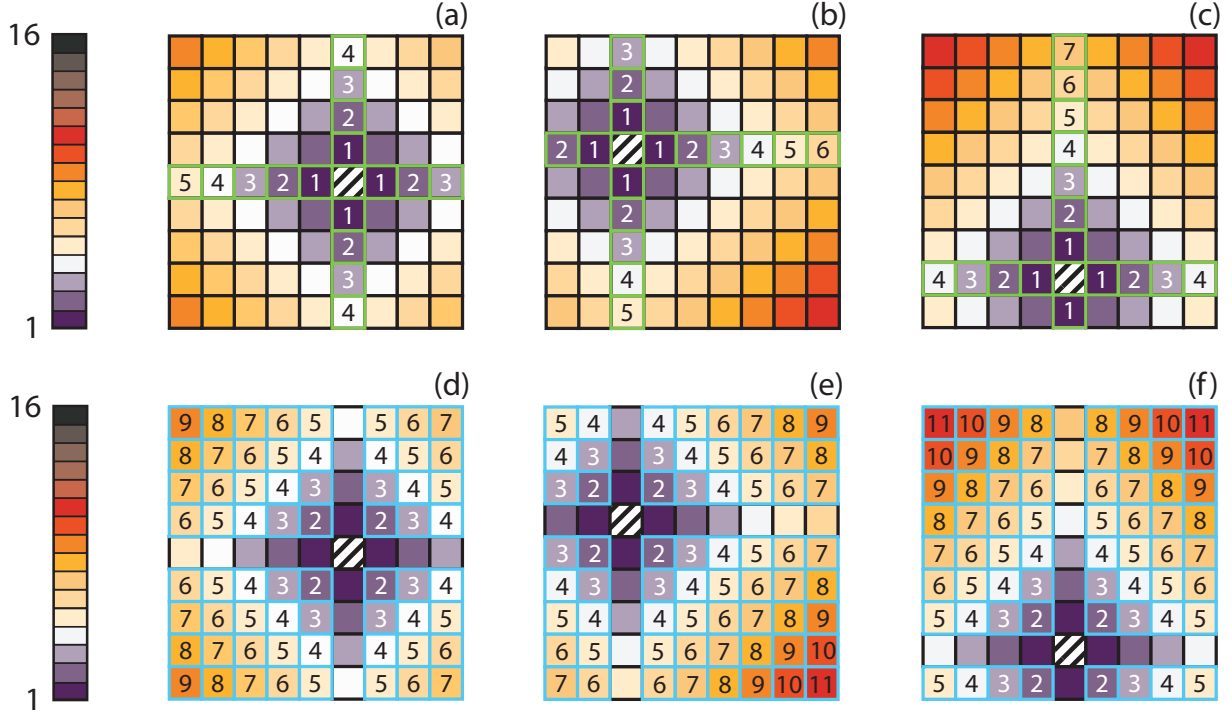 16
1
(a)
4
3
2
1
5 4 3 2 1 1 2 3
1
2
3
4
(b)
3
2
1
2 1 1 2 3 4 5 6
1
2
3
4
5
(c)
7
6
5
4
3
2
1
4 3 2 1 1 2 3 4
1
16
1
(d)
9 8 7 6 5 5 6 7
8 7 6 5 4 4 5 6
7 6 5 4 3 3 4 5
6 5 4 3 2 2 3 4
6 5 4 3 2 2 3 4
7 6 5 4 3 3 4 5
8 7 6 5 4 4 5 6
9 8 7 6 5 5 6 7
(e)
5 4 4 5 6 7 8 9
4 3 3 4 5 6 7 8
3 2 2 3 4 5 6 7
3 2 2 3 4 5 6 7
4 3 3 4 5 6 7 8
5 4 4 5 6 7 8 9
6 5 5 6 7 8 9 10
7 6 6 7 8 9 10 11
(f)
11 10 9 8 8 9 10 11
10 9 8 7 7 8 9 10
9 8 7 6 6 7 8 9
8 7 6 5 5 6 7 8
7 6 5 4 4 5 6 7
6 5 4 3 3 4 5 6
5 4 3 2 2 3 4 5
5 4 3 2 2 3 4 5